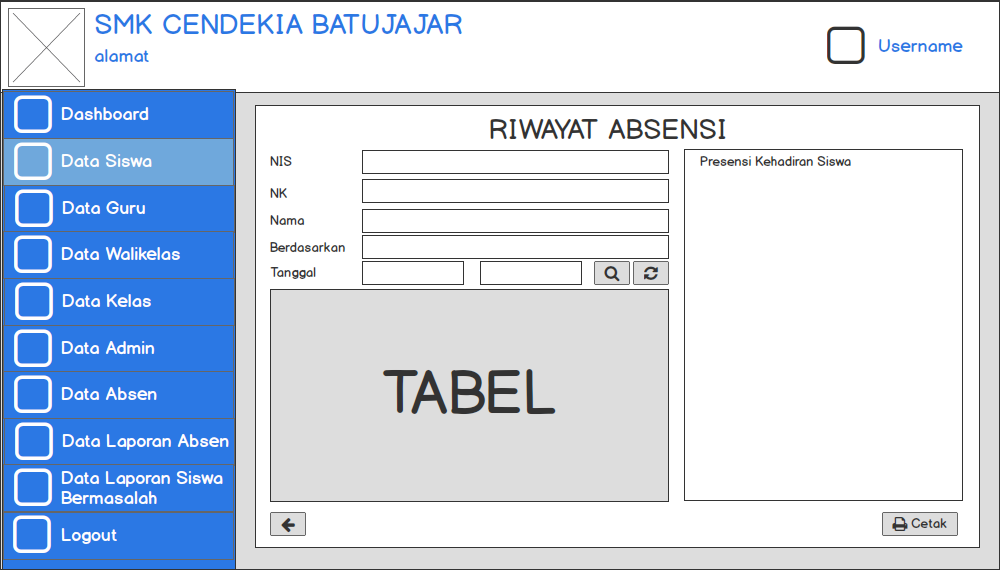 SMK CENDEKIA BATUJAJAR
alamat
Username
Dashboard
Data Siswa
Data Guru
Data Walikelas
Data Kelas
Data Admin
Data Absen
Data Laporan Absen
Data Laporan Siswa
Bermasalah
Logout
RIWAYAT ABSENSI
NIS
NK
Nama
Berdasarkan
Tanggal
TABEL
Presensi Kehadiran Siswa
Cetak